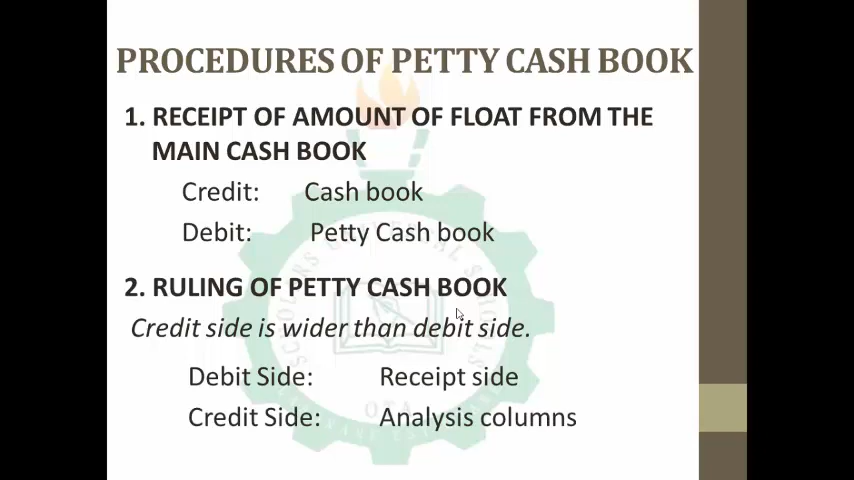 PROCEDURES OF PETTY CASH BOOK
1. RECEIPT OF AMOUNT OF FLOAT FROM THE
MAIN CASH BOOK
Credit: Cash book
Debit: Petty Cash book
2. RULING OF PETTY CASH BOOK
Credit side is wider than debit side.
Debit Side: Receipt side
Credit Side: Analysis columns
OTA